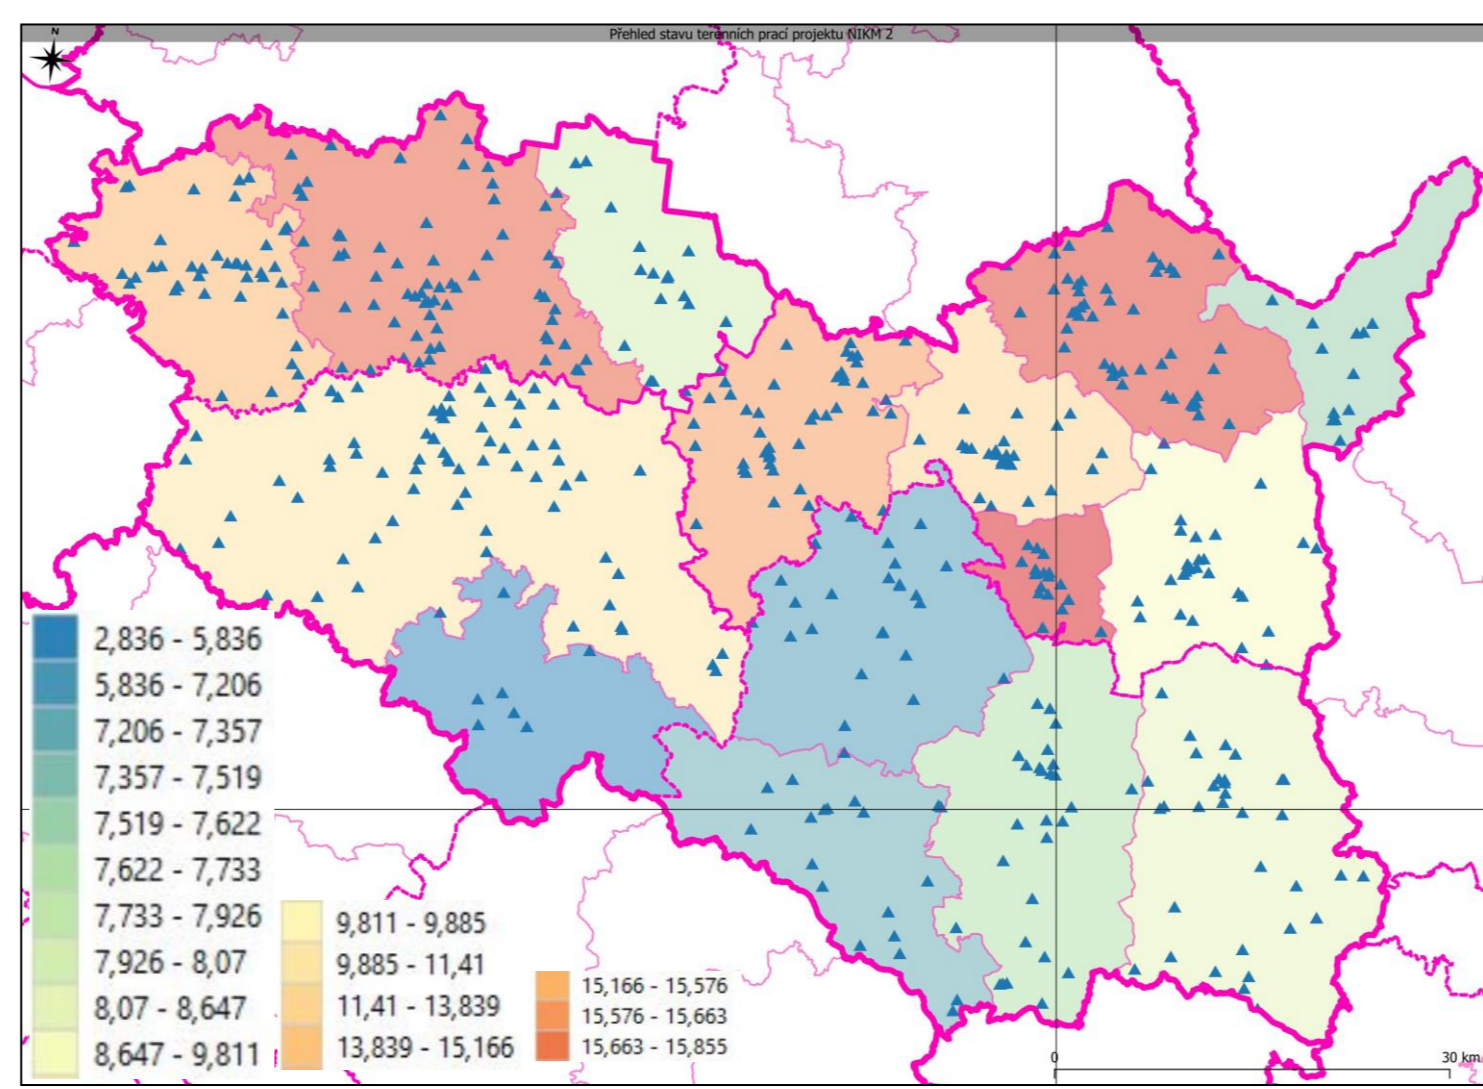 Přehled stavu terénních prací projektu NIKM 2
N
2,836 - 5,836
5,836 - 7,206
7,206 - 7,357
7,357 - 7,519
7,519 - 7,622
7,622 - 7,733
7,733 - 7,926
7,926 - 8,07
8,07 - 8,647
8,647 - 9,811
9,811 - 9,885
9,885 - 11,41
11,41 - 13,839
13,839 - 15,166
15,166 - 15,576
15,576 - 15,663
15,663 - 15,855
0 30 km